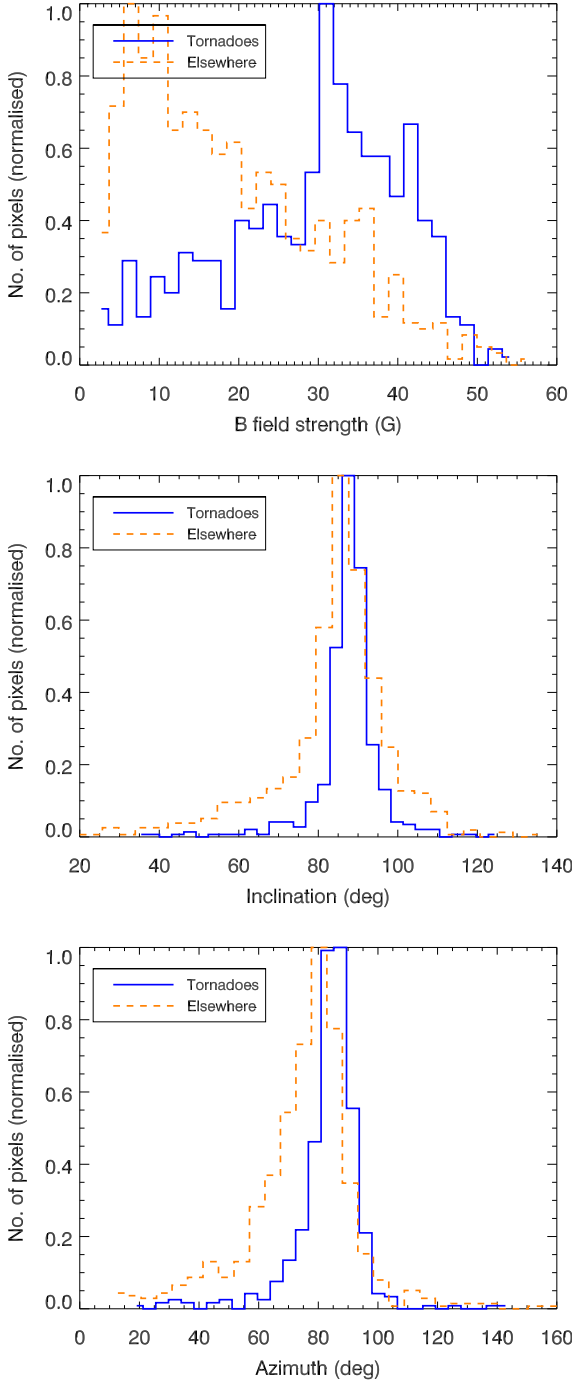 1.0
Tornadoes
Elsewhere
0.8
0.6
0.4
0.2
0.0
No. of pixels (normalised)
0 10 20 30 40 50 60
B field strength (G)
1.0
Tornadoes
Elsewhere
0.8
0.6
0.4
0.2
0.0
No. of pixels (normalised)
20 40 60 80 100 120 140
Inclination (deg)
1.0
Tornadoes
Elsewhere
0.8
0.6
0.4
0.2
0.0
No. of pixels (normalised)
0 20 40 60 80 100 120 140 160
Azimuth (deg)